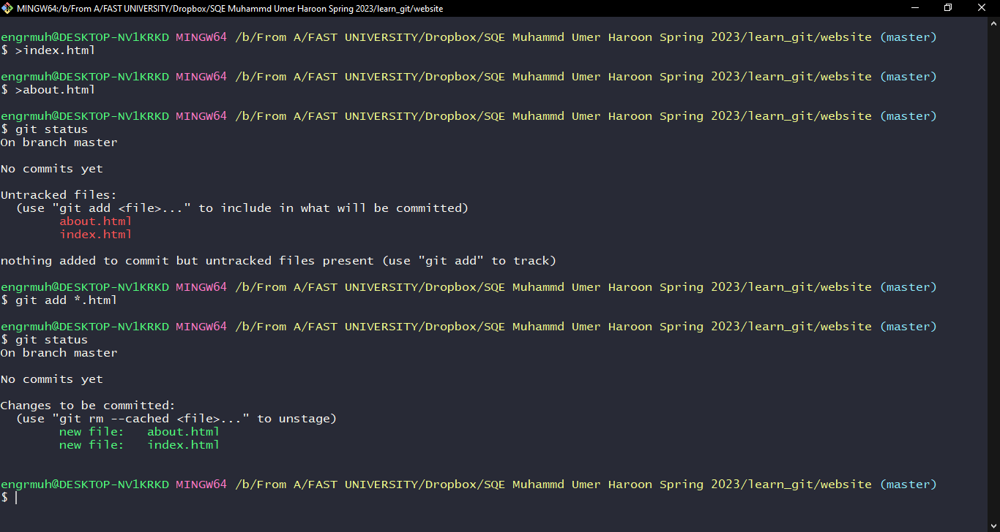 MINGW64:/b/From A/FAST UNIVERSITY/Dropbox/SQE Muhammd Umer Haroon Spring 2023/learn_git/website
engrmuh@DESKTOP-NV1KRKD MINGW64 /b/From A/FAST UNIVERSITY/Dropbox/SQE Muhammd Umer Haroon Spring 2023/learn_git/website (master)
$ >index.html
engrmuh@DESKTOP-NV1KRKD MINGW64 /b/From A/FAST UNIVERSITY/Dropbox/SQE Muhammd Umer Haroon Spring 2023/learn_git/website (master)
$ >about.html
engrmuh@DESKTOP-NV1KRKD MINGW64 /b/From A/FAST UNIVERSITY/Dropbox/SQE Muhammd Umer Haroon Spring 2023/learn_git/website (master)
$ git status
On branch master
No commits yet
Untracked files:
  (use "git add <file>..." to include in what will be committed)
        about.html
        index.html
nothing added to commit but untracked files present (use "git add" to track)
engrmuh@DESKTOP-NV1KRKD MINGW64 /b/From A/FAST UNIVERSITY/Dropbox/SQE Muhammd Umer Haroon Spring 2023/learn_git/website (master)
$ git add *.html
engrmuh@DESKTOP-NV1KRKD MINGW64 /b/From A/FAST UNIVERSITY/Dropbox/SQE Muhammd Umer Haroon Spring 2023/learn_git/website (master)
$ git status
On branch master
No commits yet
Changes to be committed:
  (use "git rm --cached <file>..." to unstage)
        new file:   about.html
        new file:   index.html
engrmuh@DESKTOP-NV1KRKD MINGW64 /b/From A/FAST UNIVERSITY/Dropbox/SQE Muhammd Umer Haroon Spring 2023/learn_git/website (master)
$